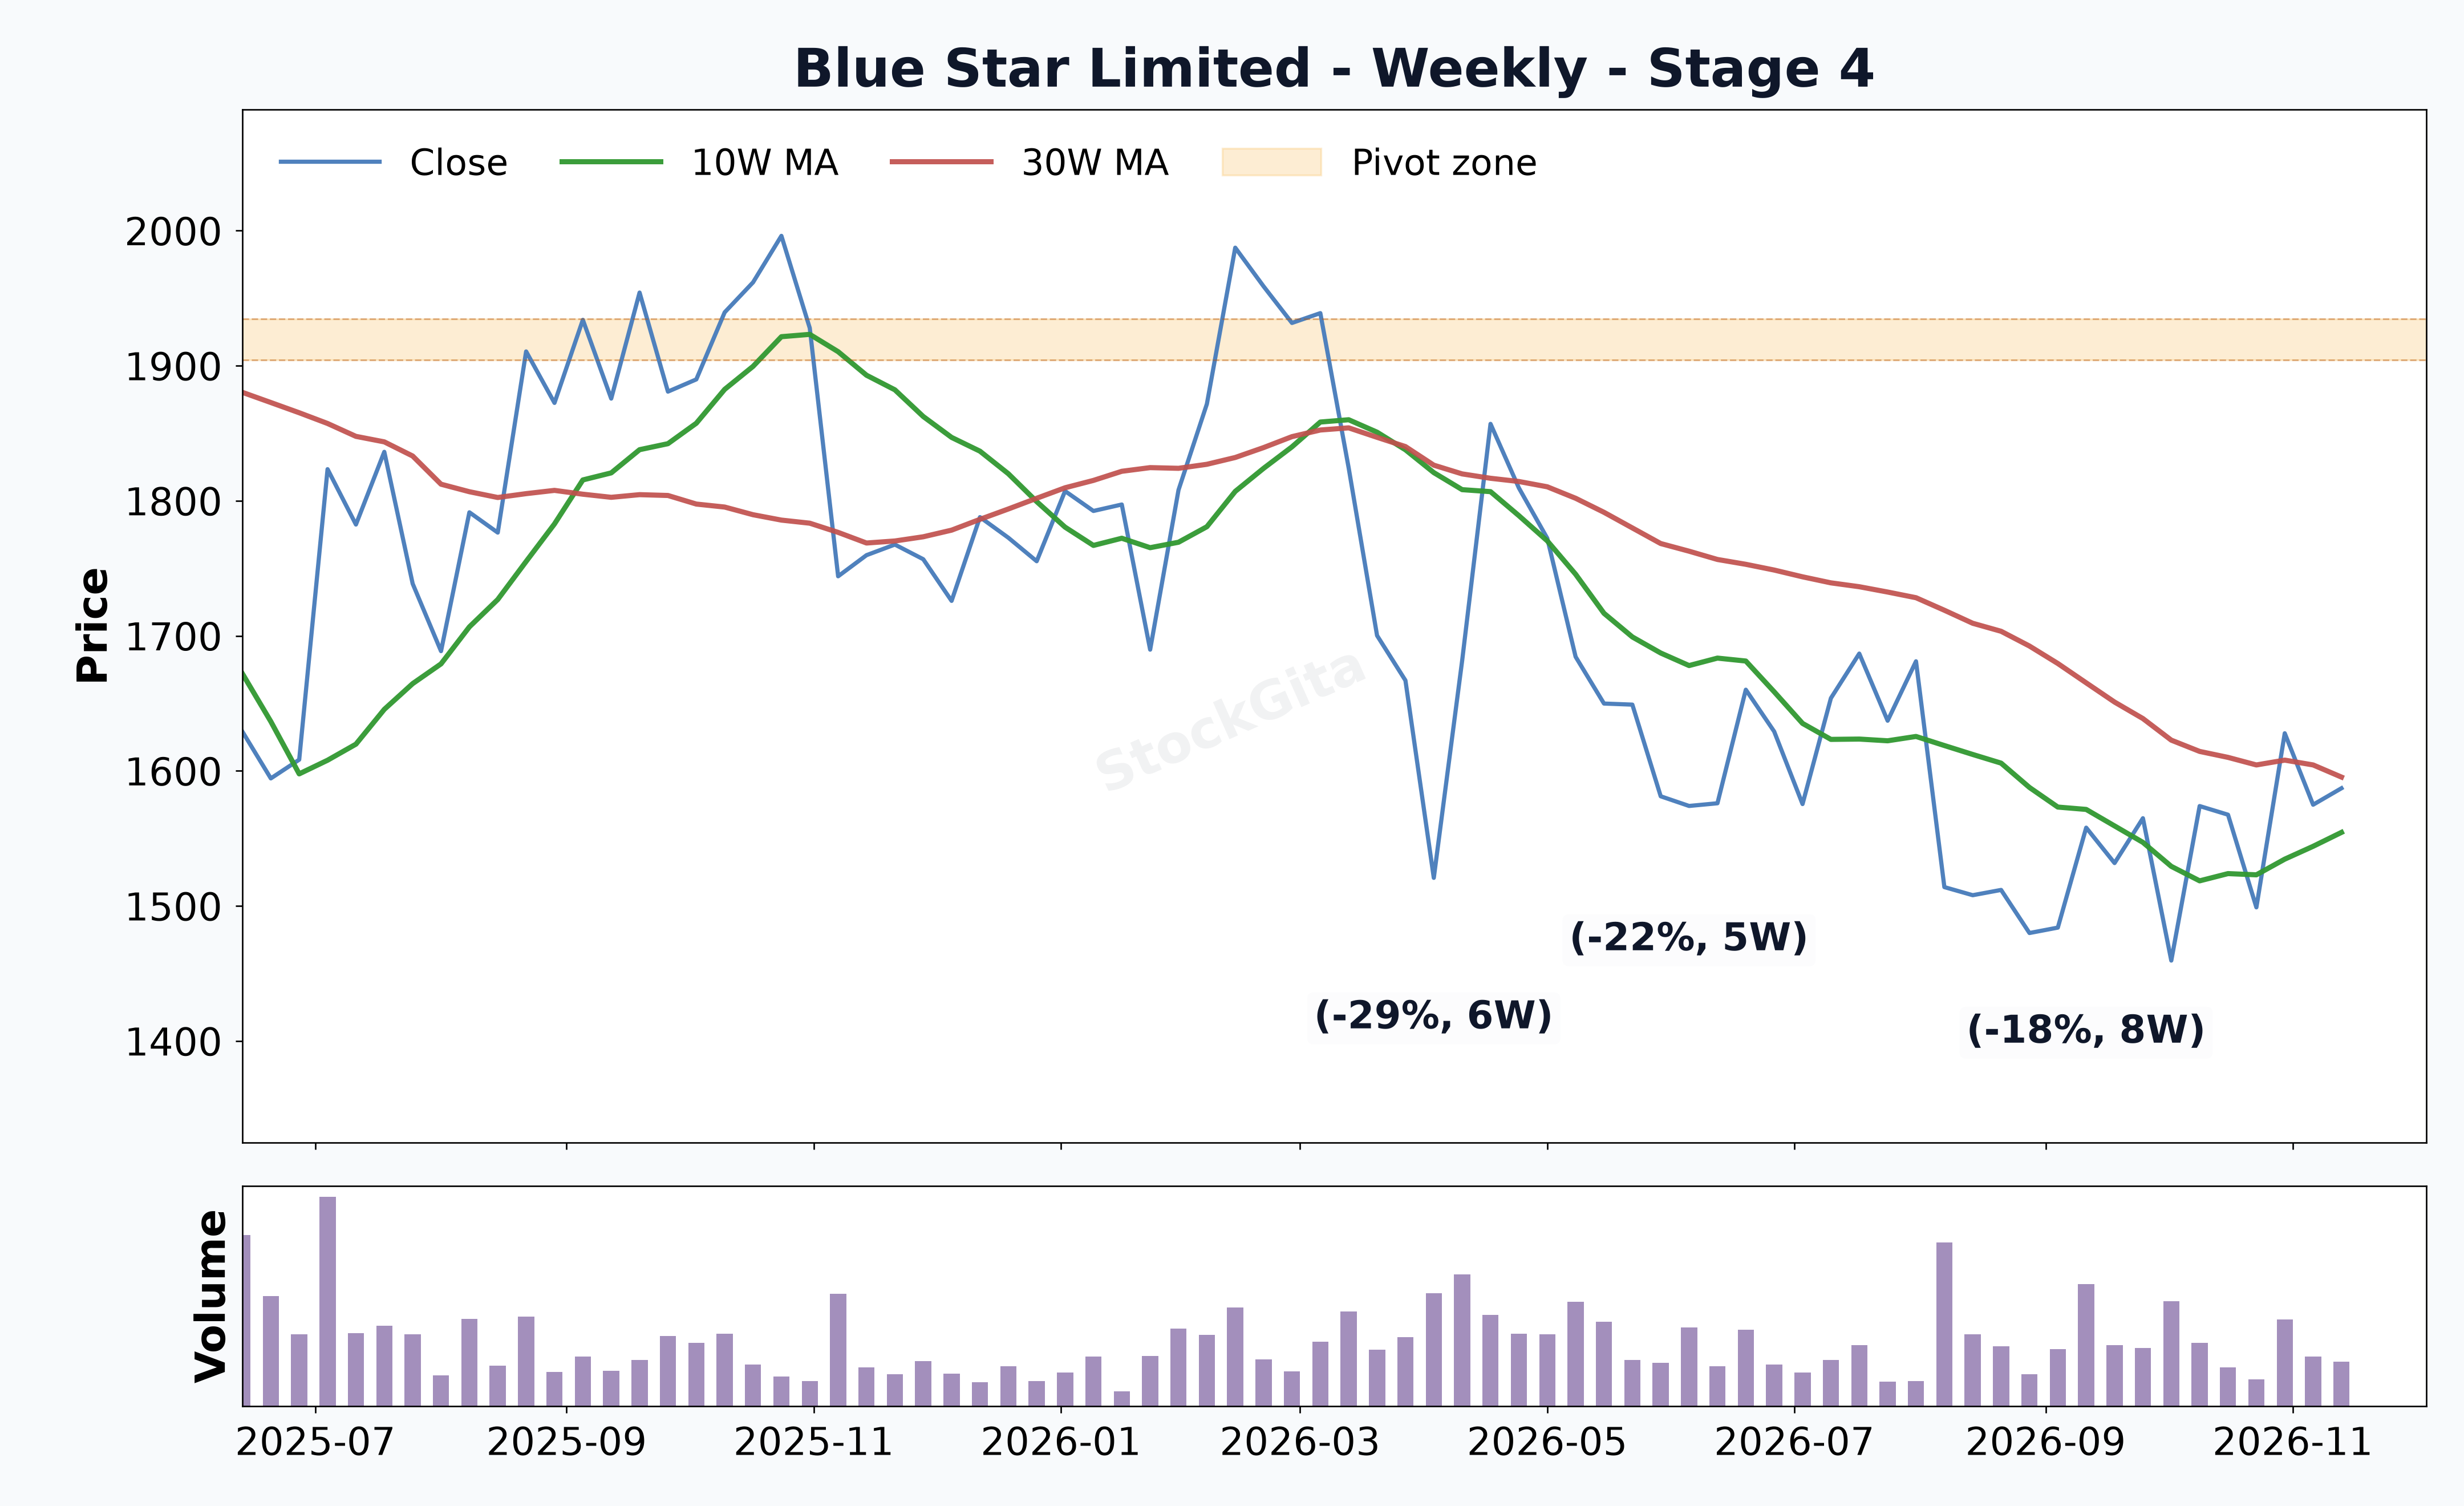 Blue Star Limited - Weekly - Stage 4
Close
10W MA
30W MA
Pivot zone
Price
2000
1900
1800
1700
1600
1500
1400
StockGita
(-22%, 5W)
(-29%, 6W)
(-18%, 8W)
Volume
2025-07
2025-09
2025-11
2026-01
2026-03
2026-05
2026-07
2026-09
2026-11